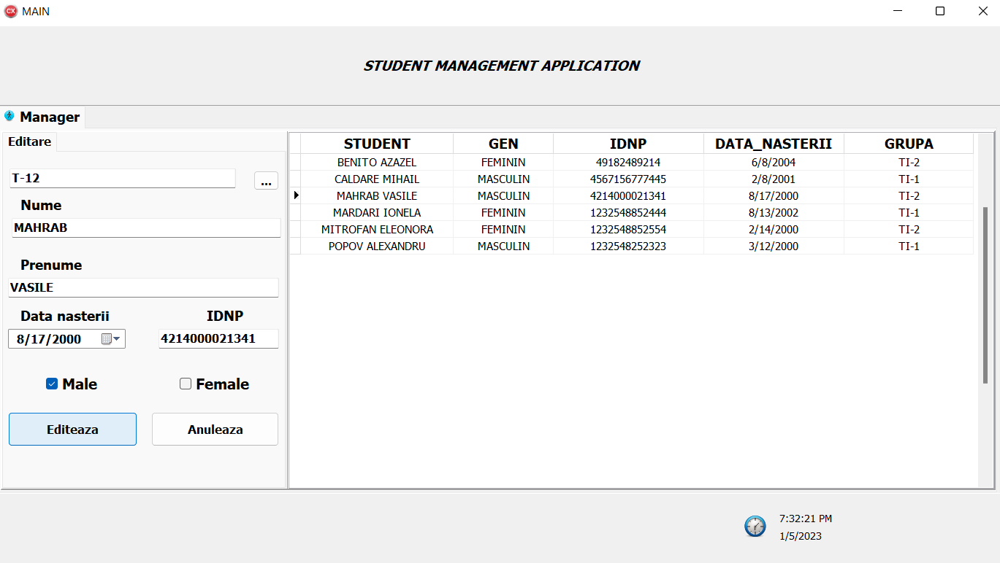 CX MAIN
STUDENT MANAGEMENT APPLICATION
Manager
Editare
T-12
...
Nume
MAHRAB
Prenume
VASILE
Data nasterii IDNP
8/17/2000 4214000021341
Male Female
Editeaza Anuleaza
STUDENT GEN IDNP DATA_NASTERII GRUPA
BENITO AZAZEL FEMININ 49182489214 6/8/2004 TI-2
CALDARE MIHAIL MASCULIN 4567156777445 2/8/2001 TI-1
MAHRAB VASILE MASCULIN 4214000021341 8/17/2000 TI-2
MARDARI IONELA FEMININ 1232548852444 8/13/2002 TI-1
MITROFAN ELEONORA FEMININ 1232548852554 2/14/2000 TI-2
POPOV ALEXANDRU MASCULIN 1232548252323 3/12/2000 TI-1
7:32:21 PM
1/5/2023